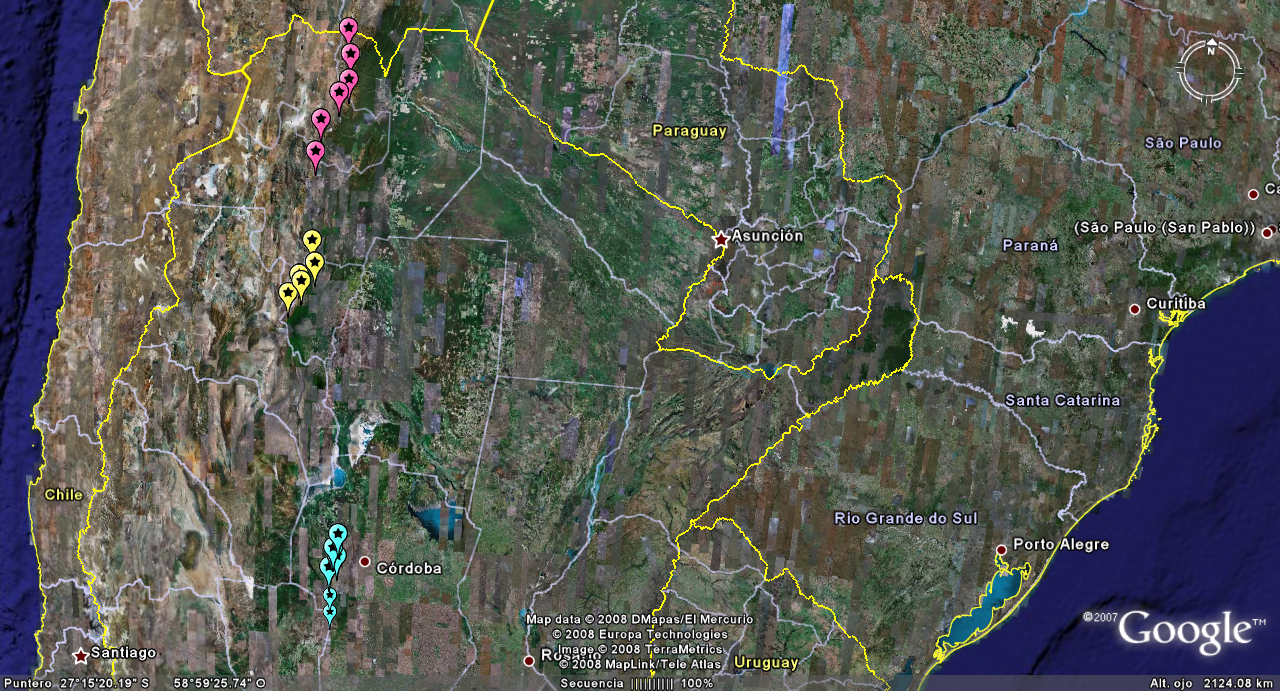 N
Paraguay
São Paulo
Ca
(São Paulo (San Pablo))
Asunción
Paraná
Curitiba
Santa Catarina
Chile
Rio Grande do Sul
Porto Alegre
Córdoba
Map data © 2008 DMapas/El Mercurio
© 2008 Europa Technologies
Image © 2008 TerraMetrics
© 2008 MapLink/Tele Atlas
©2007 Google™
Santiago
Uruguay
Puntero 27°15'20.19" S 58°59'25.74" O
Secuencia |||||||||| 100%
Alt. ojo 2124.08 km